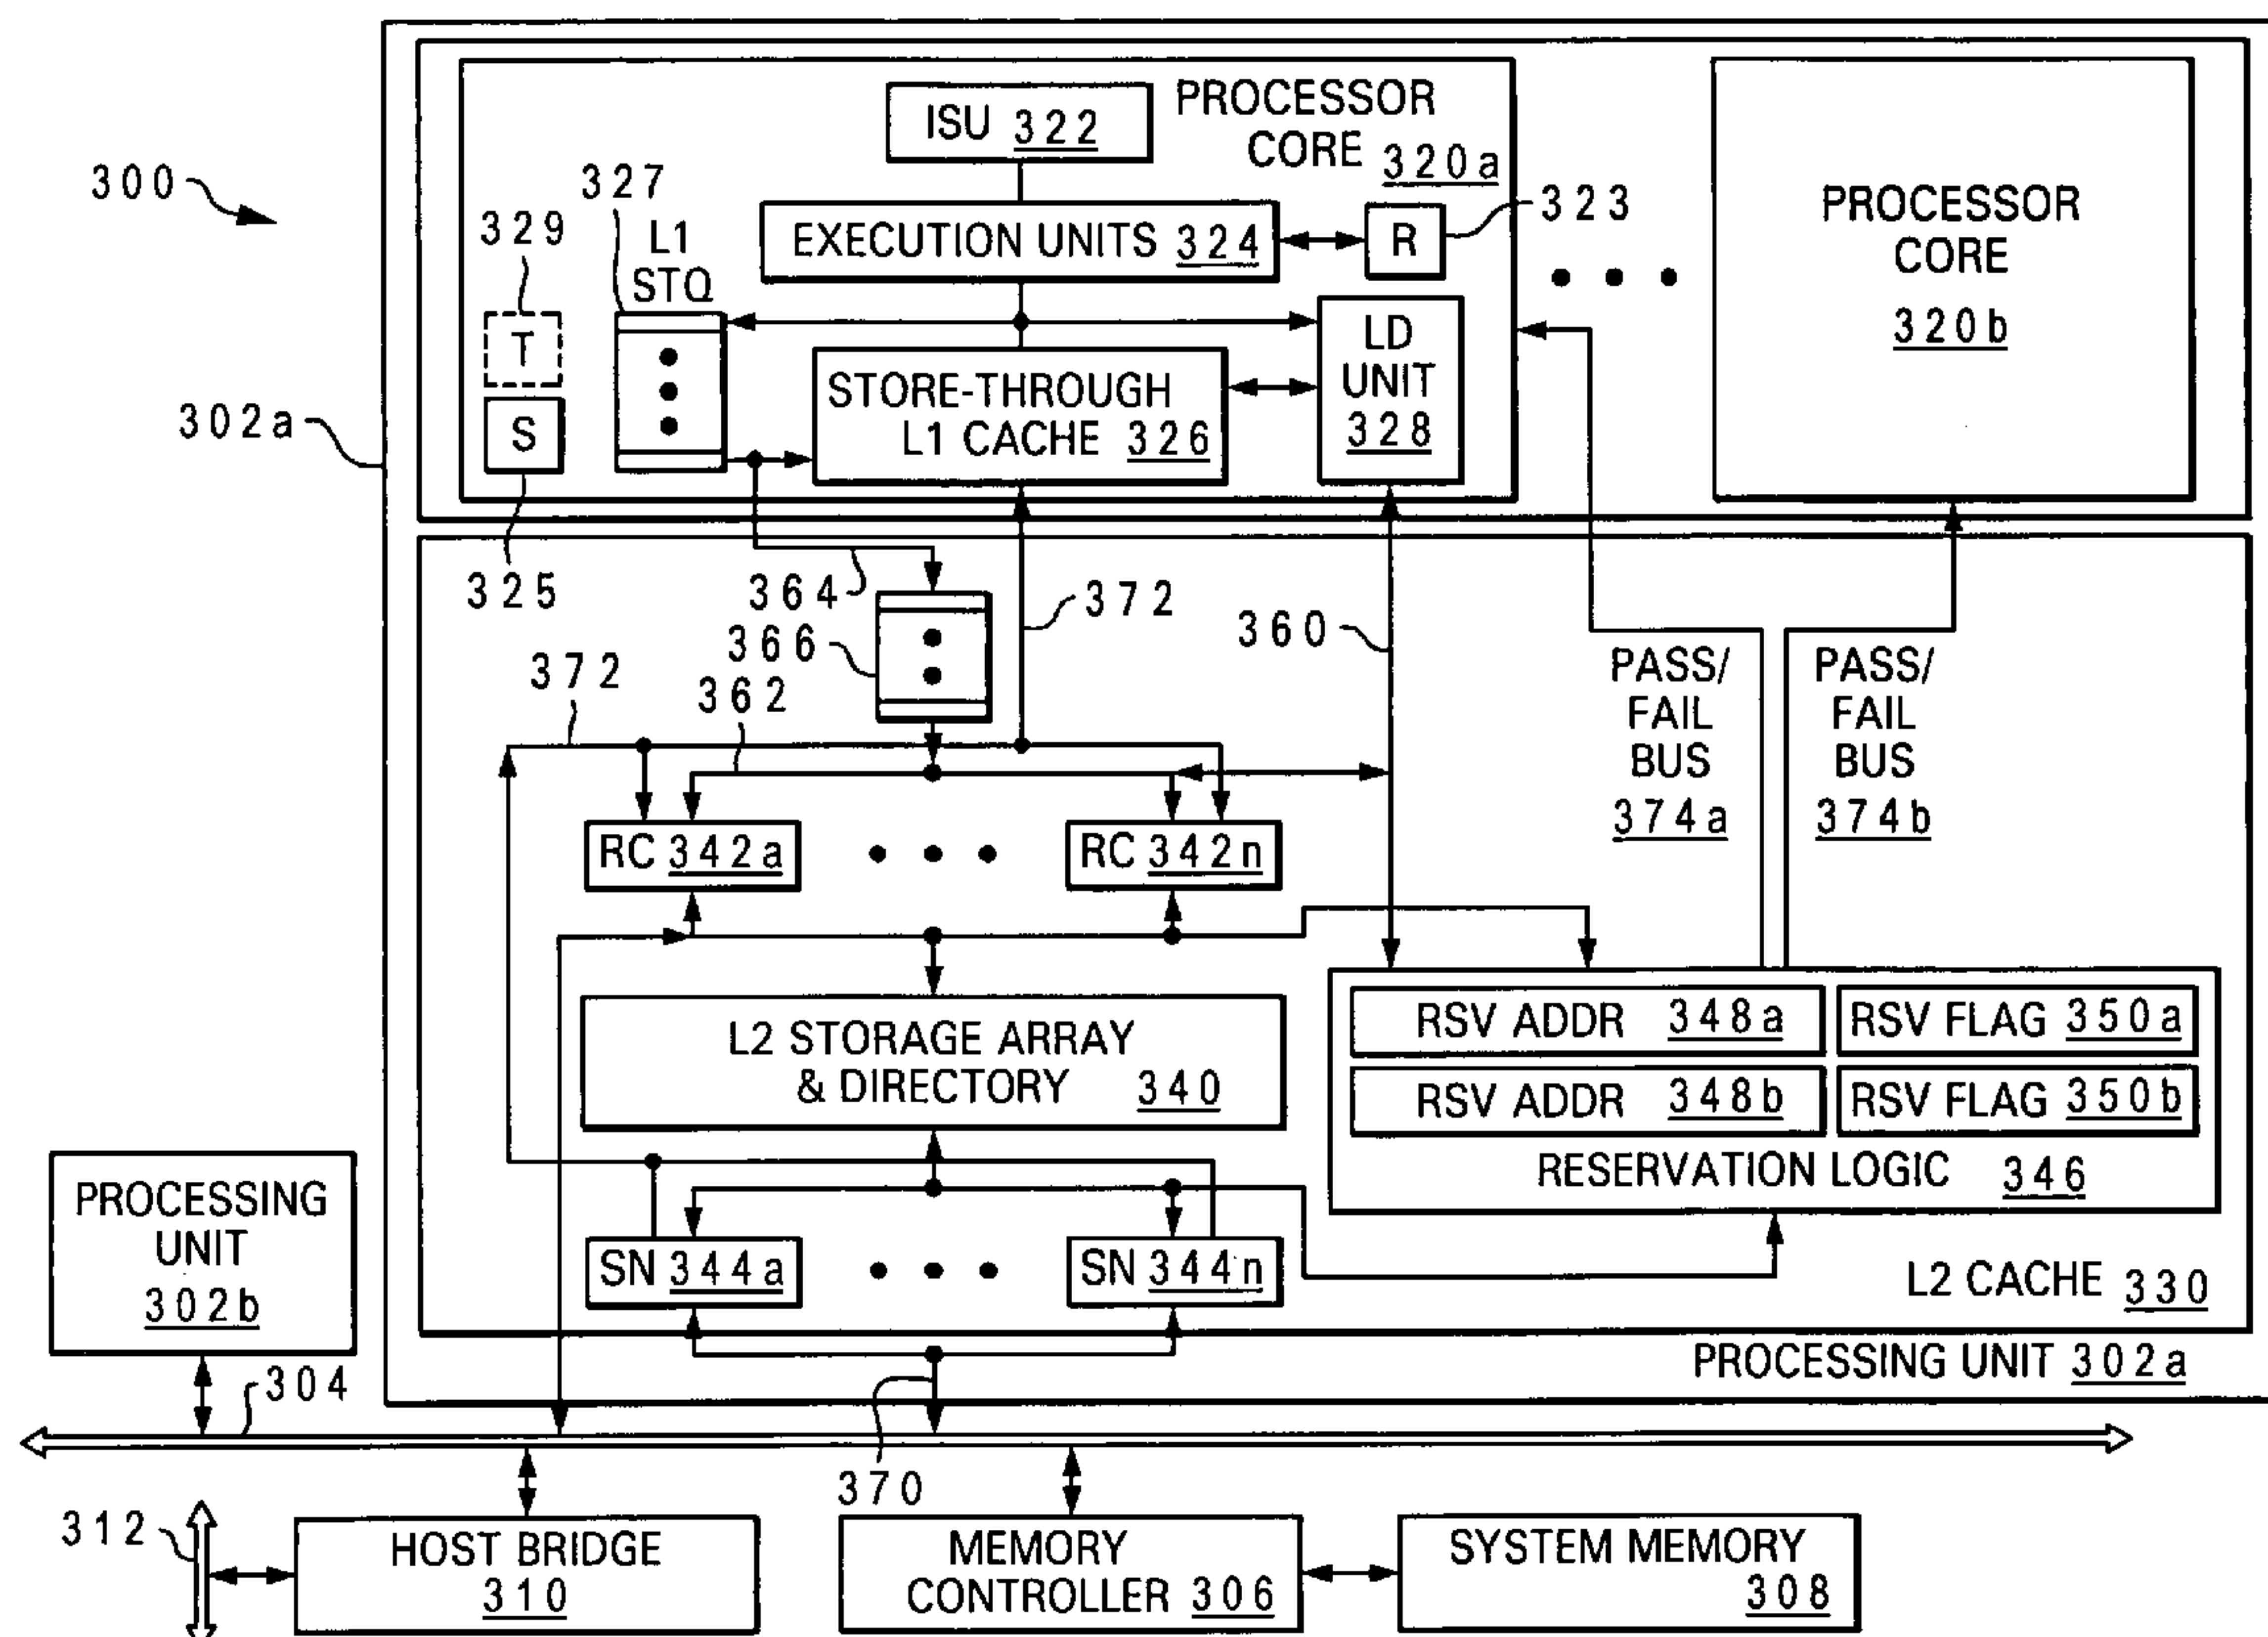 300
302a
ISU 322
PROCESSOR
CORE 320a
327
329
L1
STQ
EXECUTION UNITS 324
R
323
T
S
325
STORE-THROUGH
L1 CACHE 326
LD
UNIT
328
PROCESSOR
CORE
320b
364
366
372
362
372
360
PASS/
FAIL
BUS
374a
PASS/
FAIL
BUS
374b
RC 342a
RC 342n
L2 STORAGE ARRAY
& DIRECTORY 340
RSV ADDR 348a
RSV FLAG 350a
RSV ADDR 348b
RSV FLAG 350b
RESERVATION LOGIC 346
SN 344a
SN 344n
L2 CACHE 330
PROCESSING UNIT 302a
PROCESSING
UNIT
302b
304
370
312
HOST BRIDGE
310
MEMORY
CONTROLLER 306
SYSTEM MEMORY
308